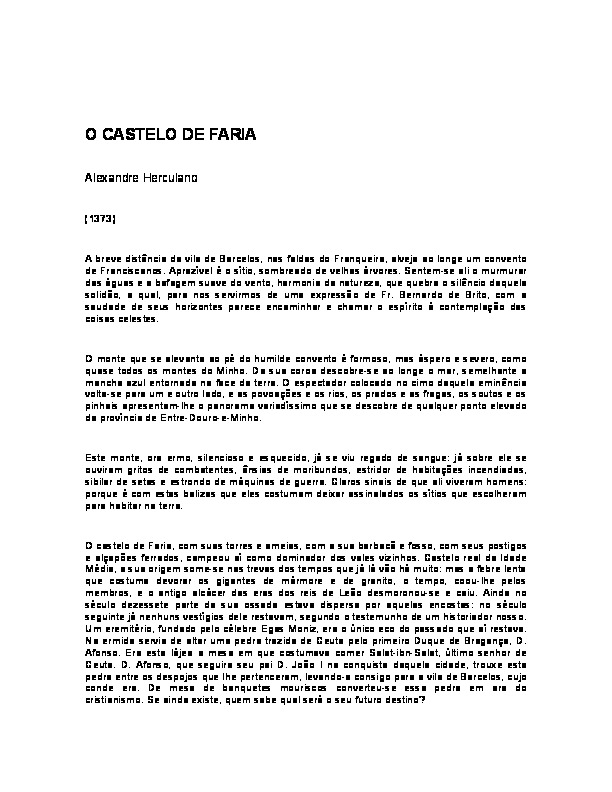 O CASTELO DE FARIA
Alexandre Herculano
(1373)
A breve distância da vila de Barcelos, nas faldas do Franqueira, alveja ao longe um convento
de Franciscanos. Aprazível é o sítio, sombreado de velhas árvores. Sentem-se ali o murmurar
das águas e a bafagem suave do vento, harmonia da natureza, que quebra o silêncio daquela
solidão, a qual, para nos servirmos de uma expressão de Fr. Bernardo de Brito, com a
saudade de seus horizontes parece encaminhar e chamar o espírito à contemplação das
coisas celestes.
O monte que se alevanta ao pé do humilde convento é formoso, mas áspero e severo, como
quase todos os montes do Minho. Da sua coroa descobre-se ao longe o mar, semelhante a
mancha azul entornada na face da terra. O espectador colocado no cimo daquela eminência
volta-se para um e outro lado, e as povoações e os rios, os prados e as fragas, os soutos e os
pinhais apresentam-lhe o panorama variadíssimo que se descobre de qualquer ponto elevado
da província de Entre-Douro-e-Minho.
Este monte, ora ermo, silencioso e esquecido, já se viu regado de sangue: já sobre ele se
ouviram gritos de combatentes, ânsias de moribundos, estridor de habitações incendiadas,
sibilar de setas e estrondo de máquinas de guerra. Claros sinais de que ali viveram homens:
porque é com estas balizas que eles costumam deixar assinalados os sítios que escolheram
para habitar na terra.
O castelo de Faria, com suas torres e ameias, com a sua barbacã e fosso, com seus postigos
e alçapões ferrados, campeou aí como dominador dos vales vizinhos. Castelo real da Idade
Média, a sua origem some-se nas trevas dos tempos que já lá vão há muito: mas a febre lenta
que costuma devorar os gigantes de mármore e de granito, o tempo, coou-lhe pelos
membros, e o antigo alcácer das eras dos reis de Leão desmoronou-se e caiu. Ainda no
século dezessete parte da sua ossada estava dispersa por aquelas encostas: no século
seguinte já nenhuns vestígios dele restavam, segundo o testemunho de um historiador nosso.
Um eremitério, fundado pelo célebre Egas Moniz, era o único eco do passado que aí restava.
Na ermida servia de altar uma pedra trazida de Ceuta pelo primeiro Duque de Bragança, D.
Afonso. Era esta lájea a mesa em que costumava comer Salat-ibn-Salat, último senhor de
Ceuta. D. Afonso, que seguira seu pai D. João I na conquista daquela cidade, trouxe esta
pedra entre os despojos que lhe pertenceram, levando-a consigo para a vila de Barcelos, cujo
conde era. De mesa de banquetes mouriscos converteu-se essa pedra em ara do
cristianismo. Se ainda existe, quem sabe qual será o seu futuro destino?